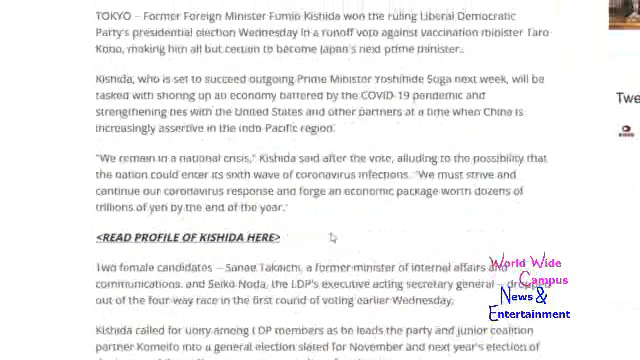 TOKYO – Former Foreign Minister Fumio Kishida won the ruling Liberal Democratic
Party's presidential election Wednesday in a runoff vote against vaccination minister Taro
Kono, making him all but certain to become Japan's next prime minister.
Kishida, who is set to succeed outgoing Prime Minister Yoshihide Suga next week, will be
tasked with shoring up an economy battered by the COVID-19 pandemic and
strengthening ties with the United States and other partners at a time when China is
increasingly assertive in the Indo-Pacific region.
"We remain in a national crisis," Kishida said after the vote, alluding to the possibility that
the nation could enter its sixth wave of coronavirus infections. "We must strive and
continue our coronavirus response and forge an economic package worth dozens of
trillions of yen by the end of the year."
<READ PROFILE OF KISHIDA HERE>
Two female candidates – Sanae Takaichi, a former minister of internal affairs and
communications, and Seiko Noda, the LDP's executive acting secretary general – dropped
out of the four-way race in the first round of voting earlier Wednesday.
Kishida called for unity among LDP members as he leads the party and junior coalition
partner Komeito into a general election slated for November and next year's election of
Twe
World Wide
Campus
News &
Entertainment